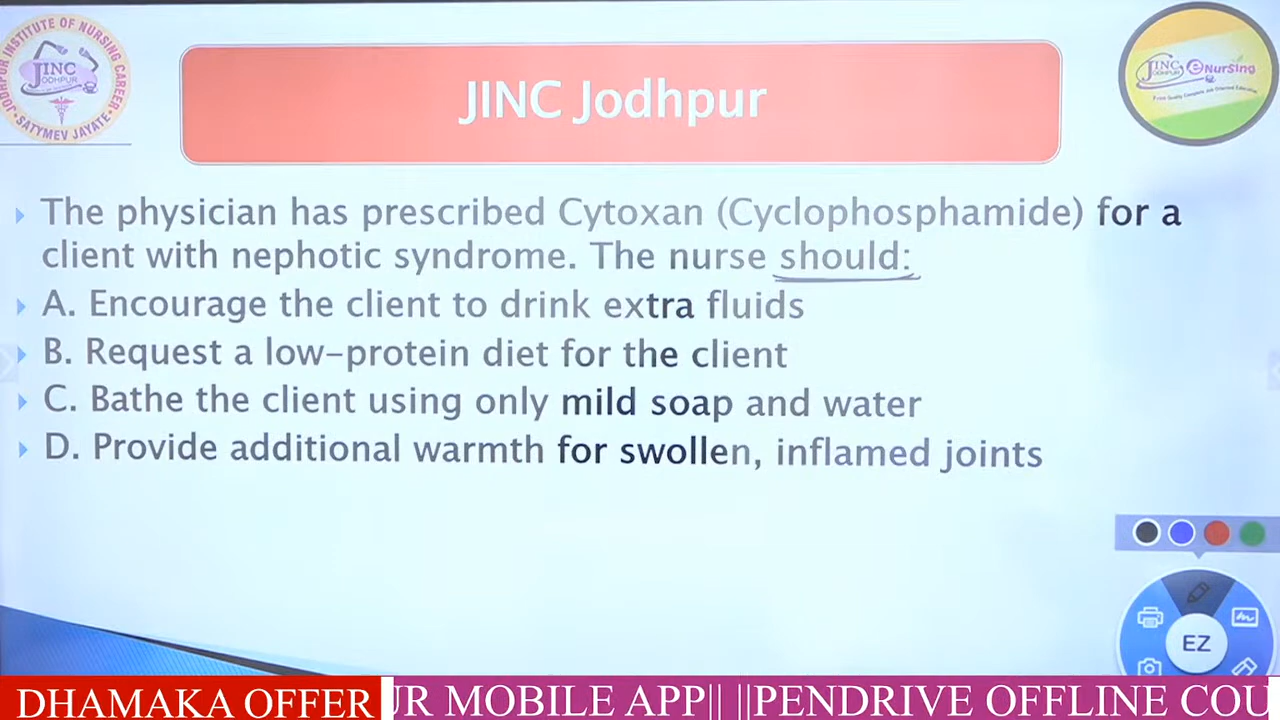 JODHPUR INSTITUTE OF NURSING CAREER
JINC
JODHPUR
SATYMEV JAYATE
JINC Jodhpur
JINC
JODHPUR
eNursing
The physician has prescribed Cytoxan (Cyclophosphamide) for a
client with nephotic syndrome. The nurse should:
A. Encourage the client to drink extra fluids
B. Request a low-protein diet for the client
C. Bathe the client using only mild soap and water
D. Provide additional warmth for swollen, inflamed joints
EZ
DHAMAKA OFFER
UR MOBILE APP|| ||PENDRIVE OFFLINE COU